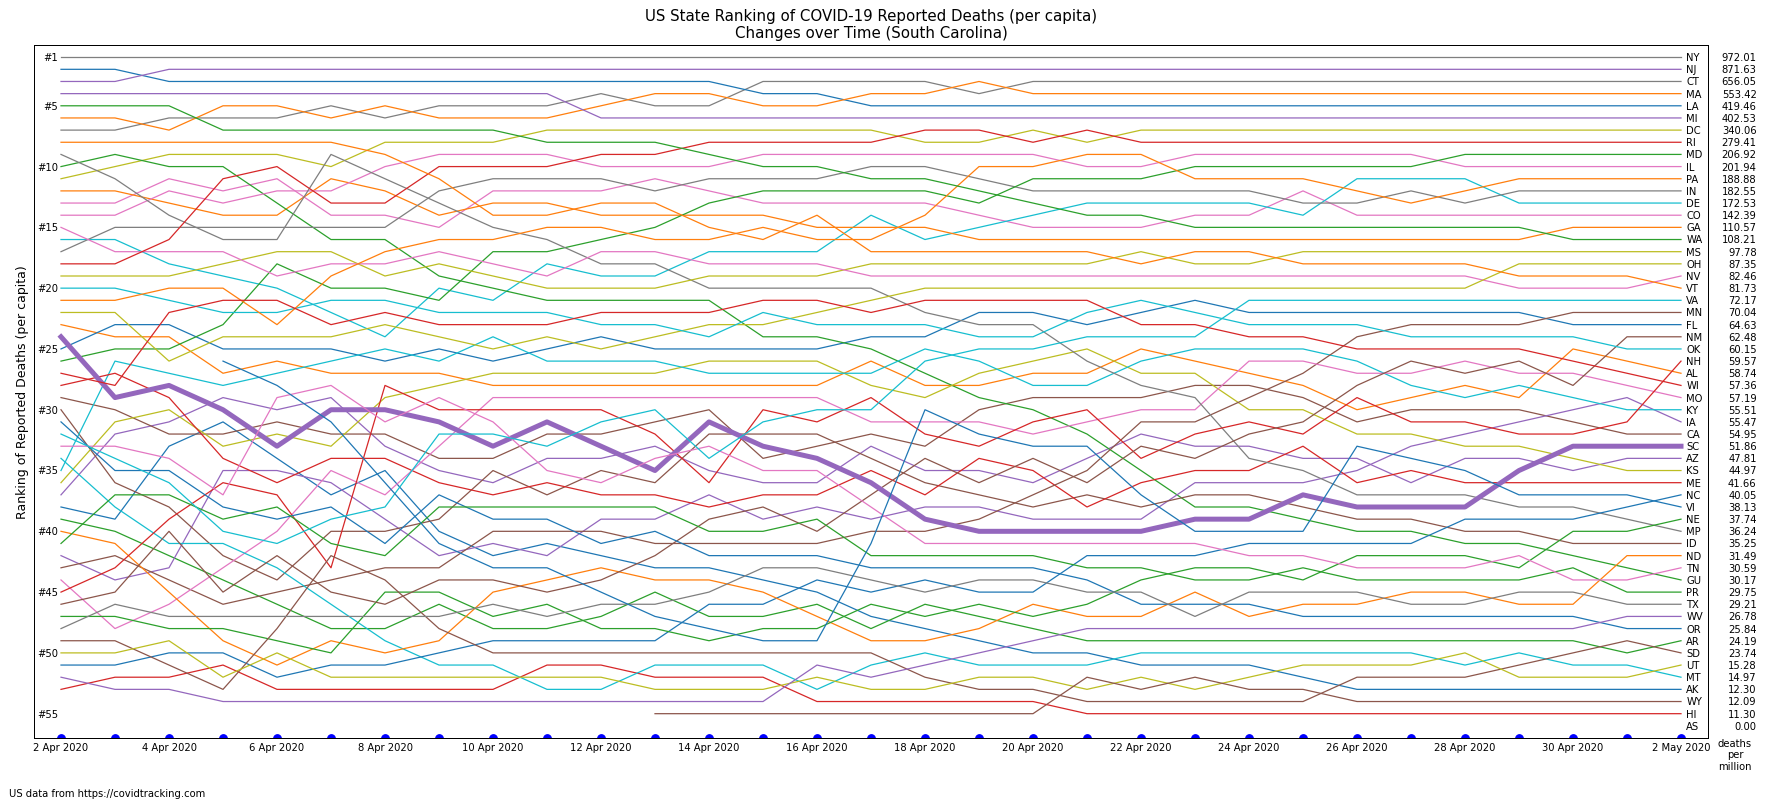 US State Ranking of COVID-19 Reported Deaths (per capita)
Changes over Time (South Carolina)
Ranking of Reported Deaths (per capita)
#1
#5
#10
#15
#20
#25
#30
#35
#40
#45
#50
#55
NY 972.01
NJ 871.63
CT 656.05
MA 553.42
LA 419.46
MI 402.53
DC 340.06
RI 279.41
MD 206.92
IL 201.94
PA 188.88
IN 182.55
DE 172.53
CO 142.39
GA 110.57
WA 108.21
MS 97.78
OH 87.35
NV 82.46
VT 81.73
VA 72.17
MN 70.04
FL 64.63
NM 62.48
OK 60.15
NH 59.57
AL 58.74
WI 57.36
MO 57.19
KY 55.51
IA 55.47
CA 54.95
SC 51.86
AZ 47.81
KS 44.97
ME 41.66
NC 40.05
VI 38.13
NE 37.74
MP 36.24
ID 35.25
ND 31.49
TN 30.59
GU 30.17
PR 29.75
TX 29.21
WV 26.78
OR 25.84
AR 24.19
SD 23.74
UT 15.28
MT 14.97
AK 12.30
WY 12.09
HI 11.30
AS 0.00
2 Apr 2020 4 Apr 2020 6 Apr 2020 8 Apr 2020 10 Apr 2020 12 Apr 2020 14 Apr 2020 16 Apr 2020 18 Apr 2020 20 Apr 2020 22 Apr 2020 24 Apr 2020 26 Apr 2020 28 Apr 2020 30 Apr 2020 2 May 2020
deaths
per
million
US data from https://covidtracking.com